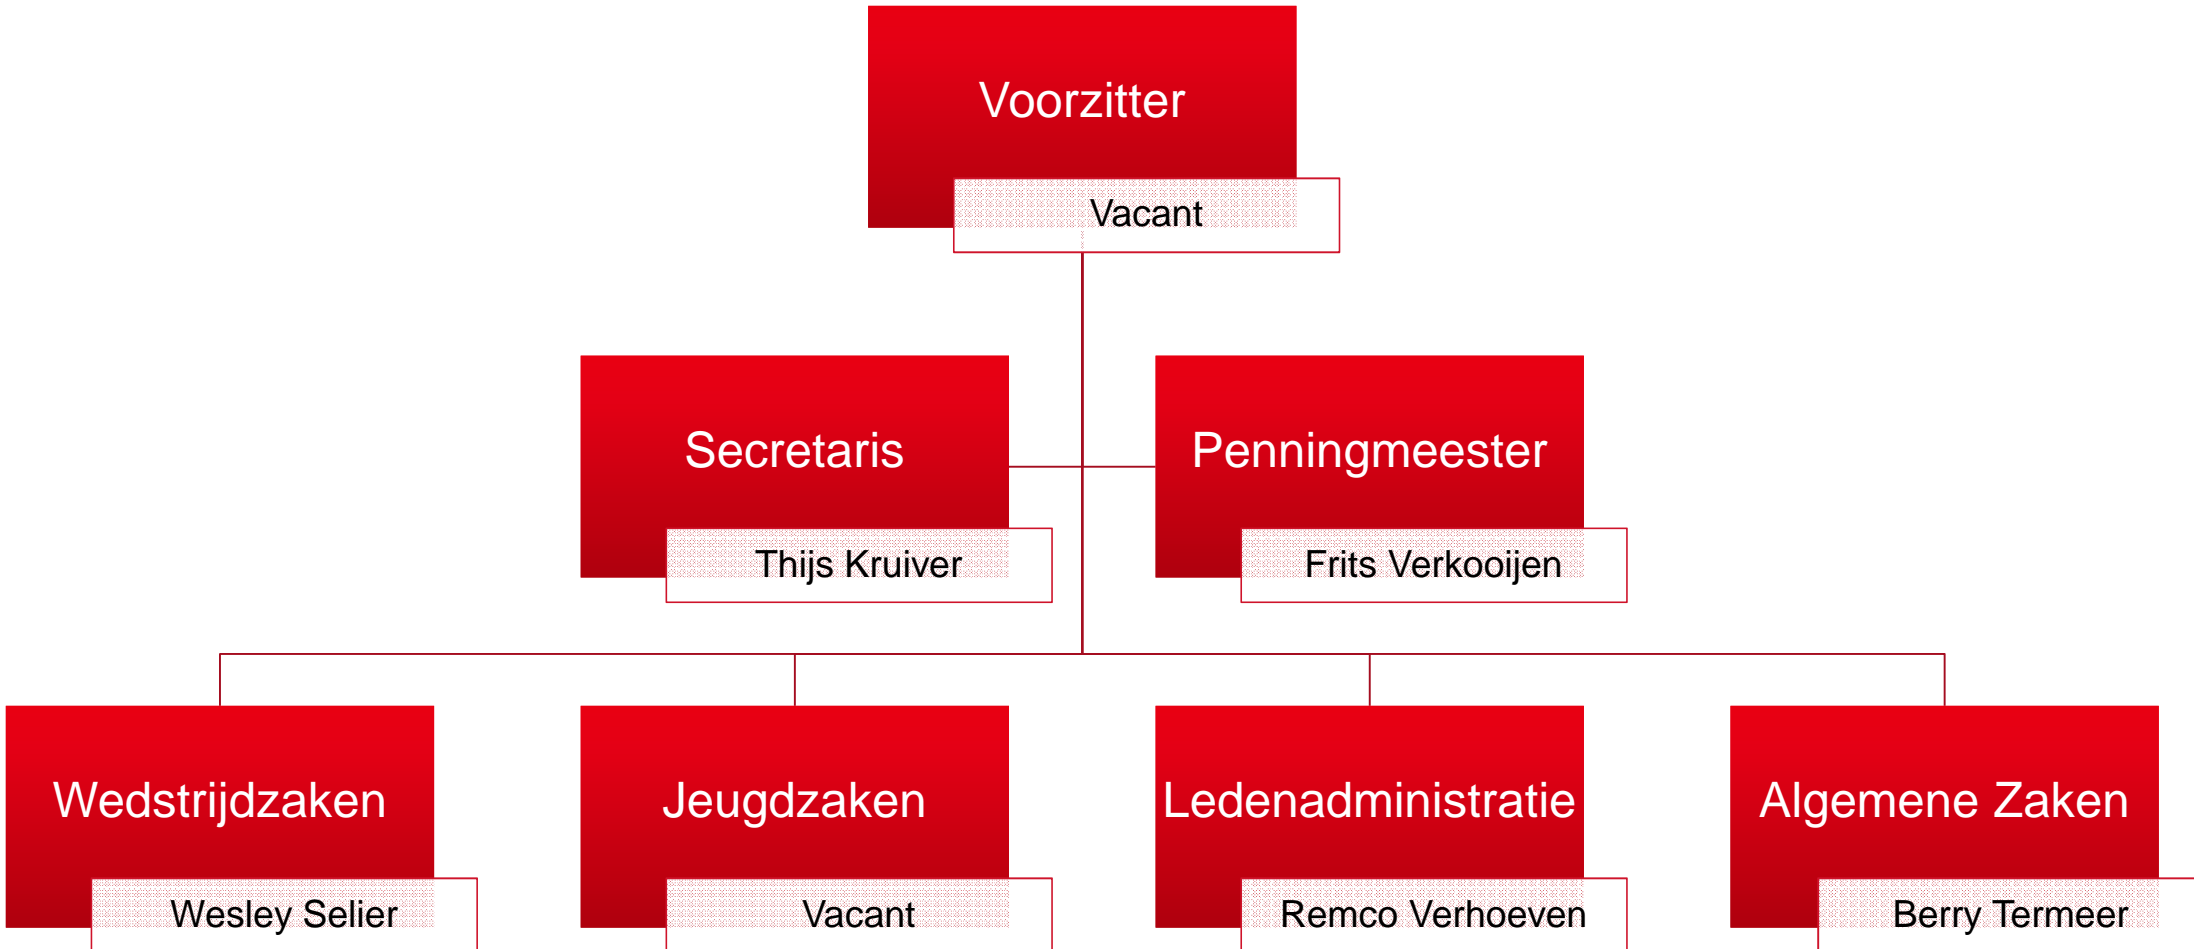 Voorzitter
Vacant
Secretaris
Thijs Kruiver
Penningmeester
Frits Verkooijen
Wedstrijdzaken
Wesley Selier
Jeugdzaken
Vacant
Ledenadministratie
Remco Verhoeven
Algemene Zaken
Berry Termeer